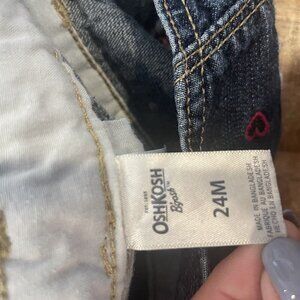 OSHKOSH
B'gosh
24M
MADE IN BANGLADESH
FABRIQUÉ AU BANGLADESH
HECHO EN BANGLADESH